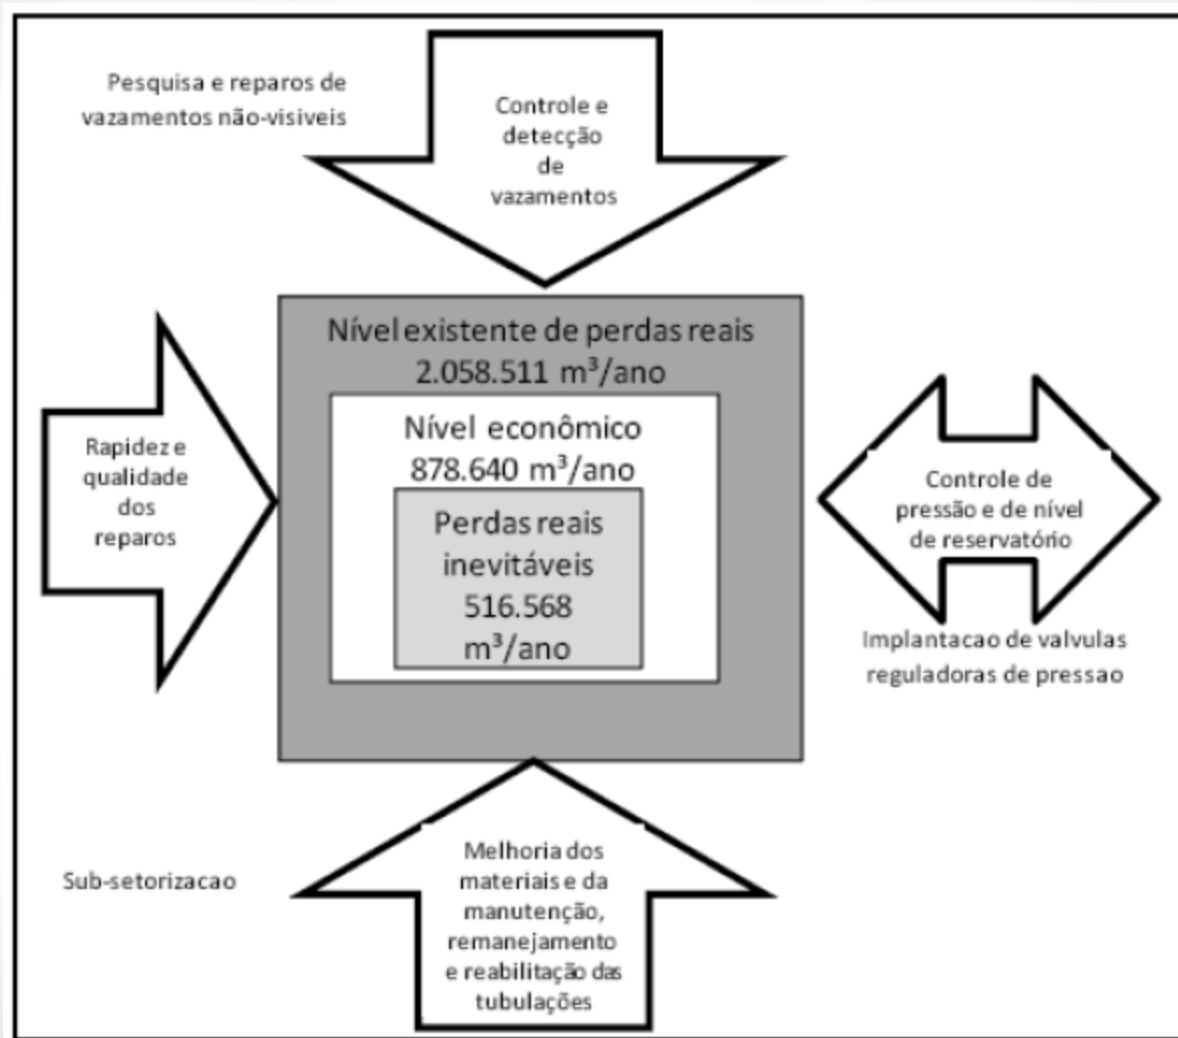 Pesquisa e reparos de
vazamentos não-visiveis
Controle e
detecção
de
vazamentos
Nível existente de perdas reais
2.058.511 m³/ano
Nível econômico
878.640 m³/ano
Perdas reais
inevitáveis
516.568
m³/ano
Rapidez e
qualidade
dos
reparos
Controle de
pressão e de nível
de reservatório
Implantacao de valvulas
reguladoras de pressao
Sub-setorizacao
Melhoria dos
materiais e da
manutenção,
remanejamento
e reabilitação das
tubulações